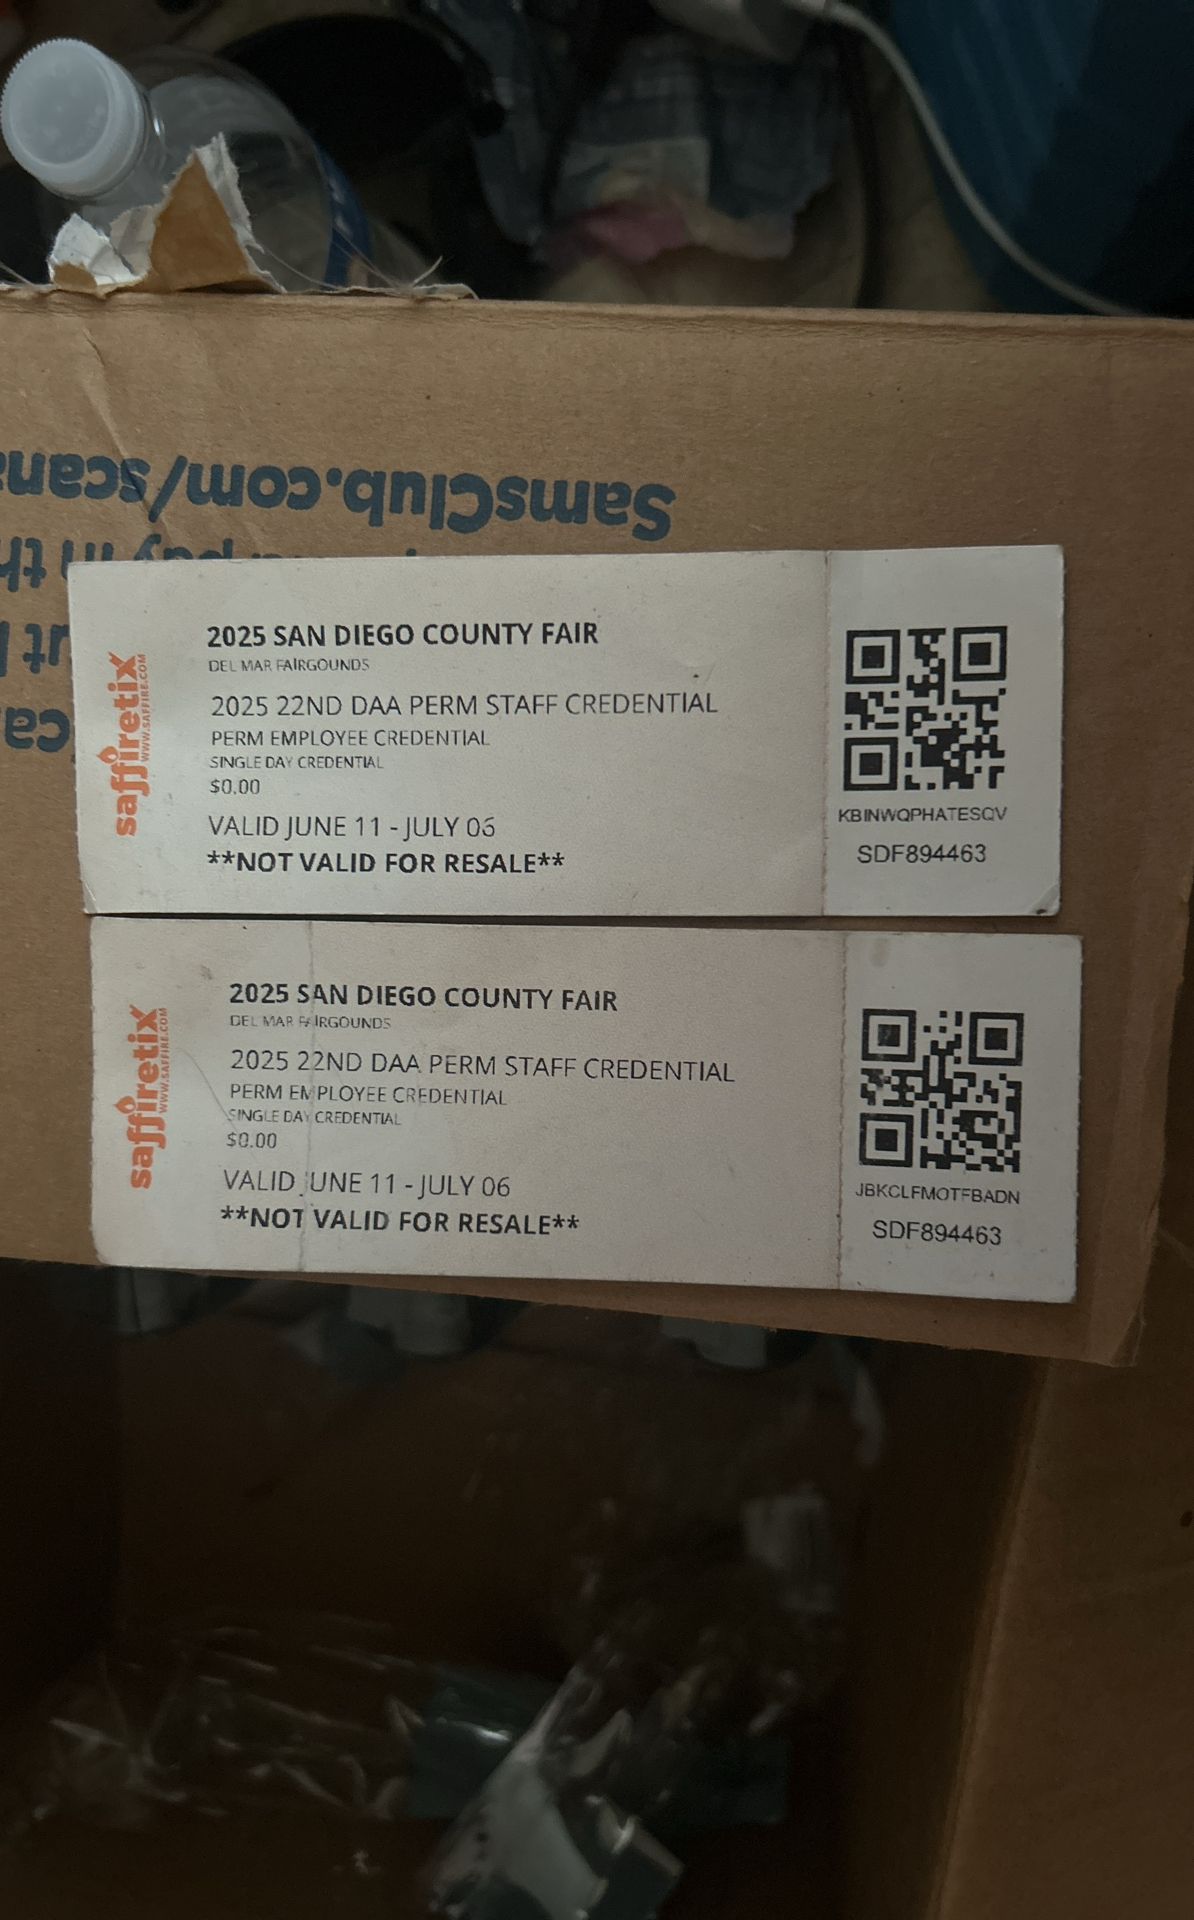 SamsClub.com/scana
pay in th
2025 SAN DIEGO COUNTY FAIR
DEL MAR FAIRGOUNDS
2025 22ND DAA PERM STAFF CREDENTIAL
PERM EMPLOYEE CREDENTIAL
SINGLE DAY CREDENTIAL
$0.00
VALID JUNE 11 - JULY 06
**NOT VALID FOR RESALE**
saffiretix
WWW.SAFFIRE.COM
KBINWQPHATESQV
SDF894463
2025 SAN DIEGO COUNTY FAIR
DEL MAR FAIRGOUNDS
2025 22ND DAA PERM STAFF CREDENTIAL
PERM EMPLOYEE CREDENTIAL
SINGLE DAY CREDENTIAL
$0.00
VALID JUNE 11 - JULY 06
**NOT VALID FOR RESALE**
saffiretix
WWW.SAFFIRE.COM
JBKCLFMOTFBADN
SDF894463